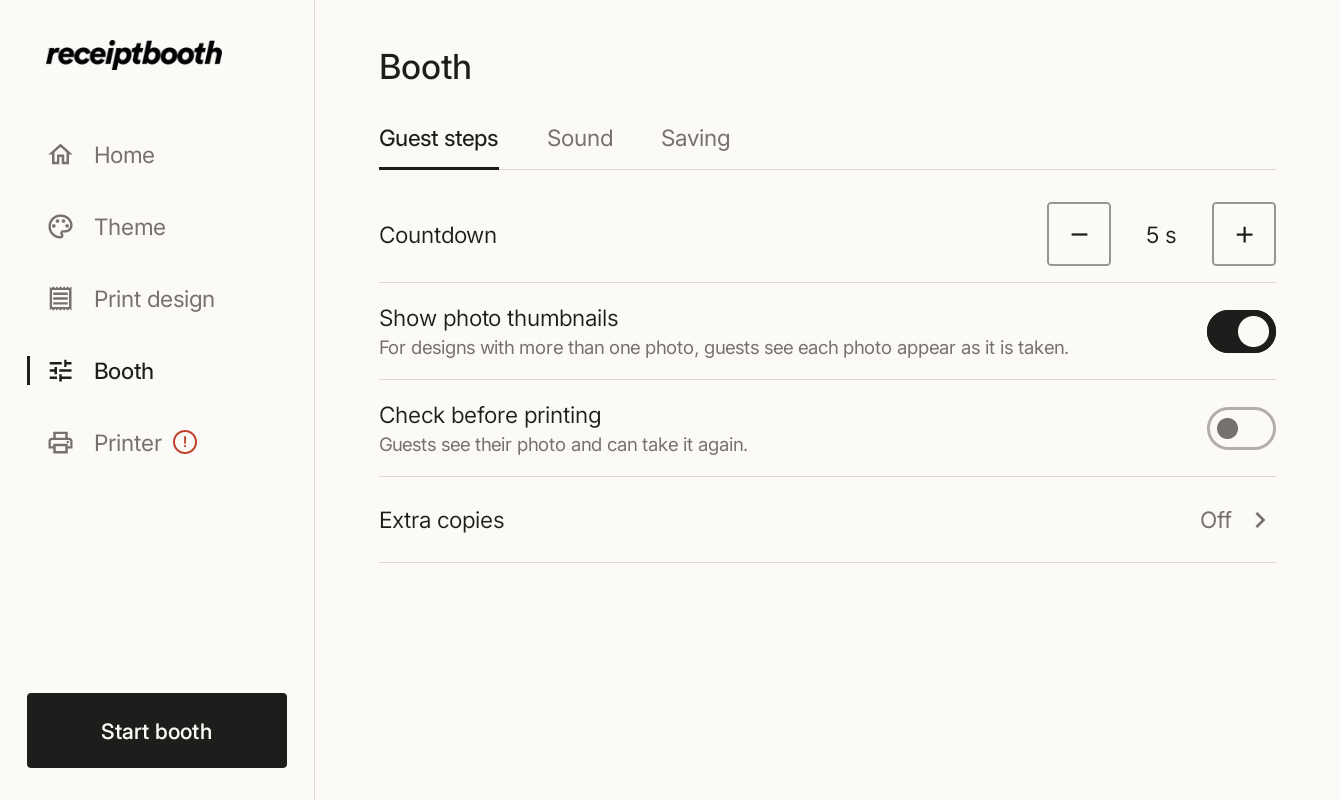 receiptbooth
Home
Theme
Print design
Booth
Printer
Start booth
Booth
Guest steps
Sound
Saving
Countdown
5 s
Show photo thumbnails
For designs with more than one photo, guests see each photo appear as it is taken.
Check before printing
Guests see their photo and can take it again.
Extra copies
Off